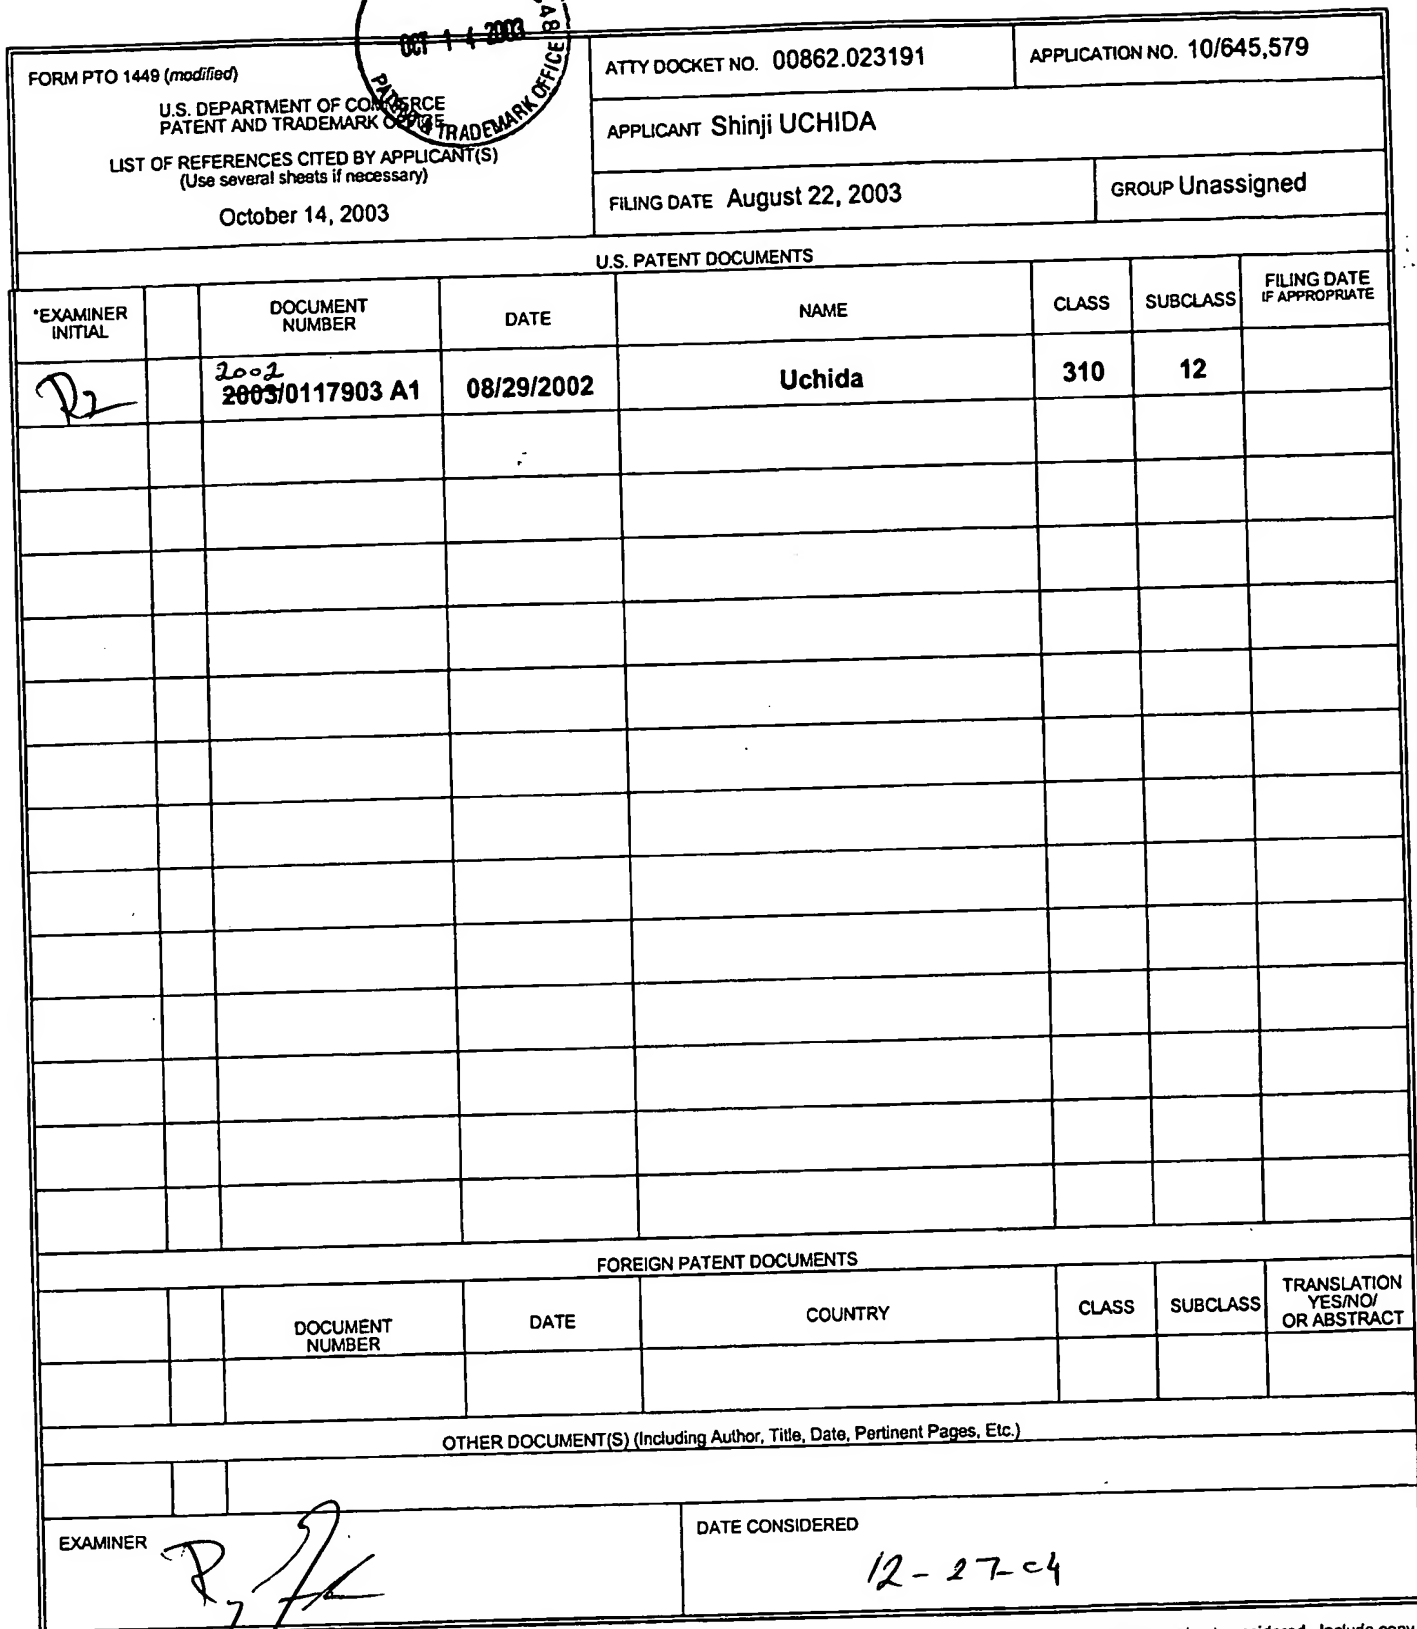 OCT 14 2003
PATENT & TRADEMARK OFFICE
FORM PTO 1449 (modified)
U.S. DEPARTMENT OF COMMERCE
PATENT AND TRADEMARK OFFICE
LIST OF REFERENCES CITED BY APPLICANT(S)
(Use several sheets if necessary)
October 14, 2003
ATTY DOCKET NO. 00862.023191
APPLICATION NO. 10/645,579
APPLICANT Shinji UCHIDA
FILING DATE August 22, 2003
GROUP Unassigned
U.S. PATENT DOCUMENTS
*EXAMINER
INITIAL
DOCUMENT
NUMBER
DATE
NAME
CLASS
SUBCLASS
FILING DATE
IF APPROPRIATE
2002
2003/0117903 A1
08/29/2002
Uchida
310
12
FOREIGN PATENT DOCUMENTS
DOCUMENT
NUMBER
DATE
COUNTRY
CLASS
SUBCLASS
TRANSLATION
YES/NO/
OR ABSTRACT
OTHER DOCUMENT(S) (Including Author, Title, Date, Pertinent Pages, Etc.)
EXAMINER
DATE CONSIDERED
12-27-04